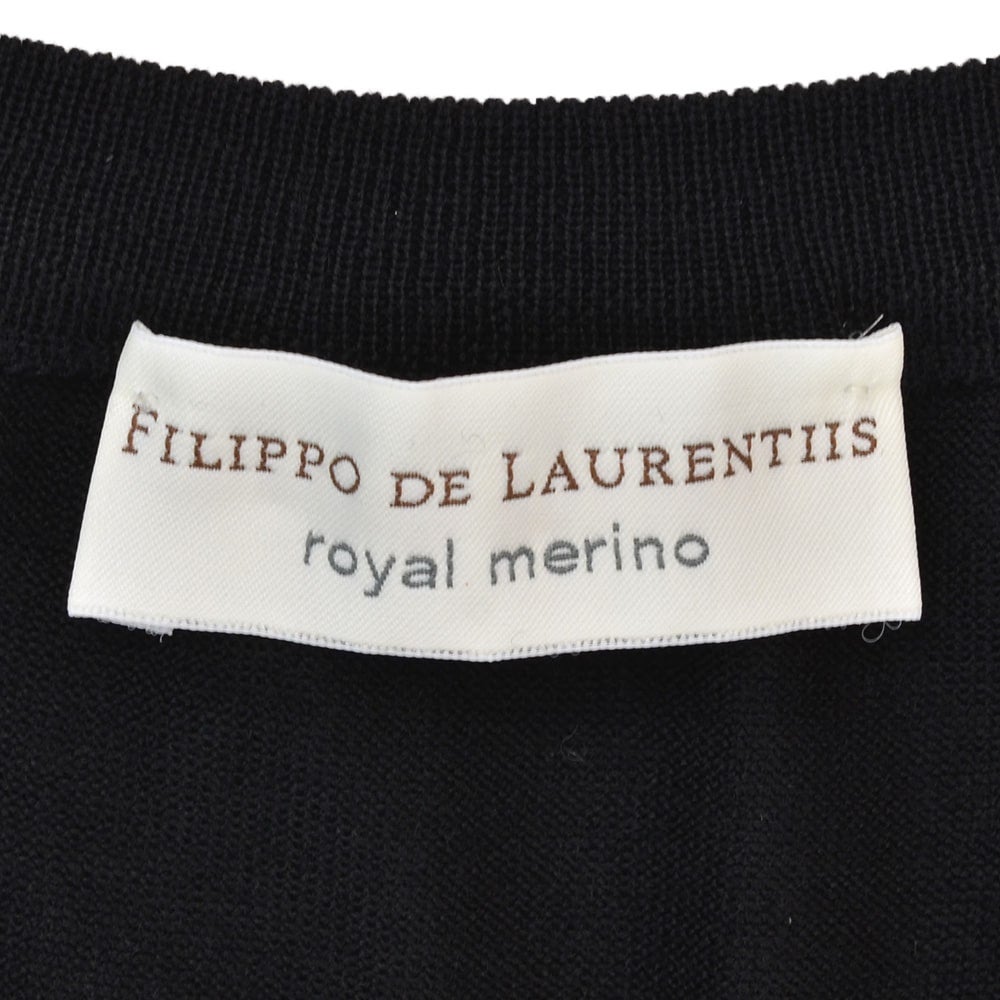 FILIPPO DE LAURENTIIS
royal merino